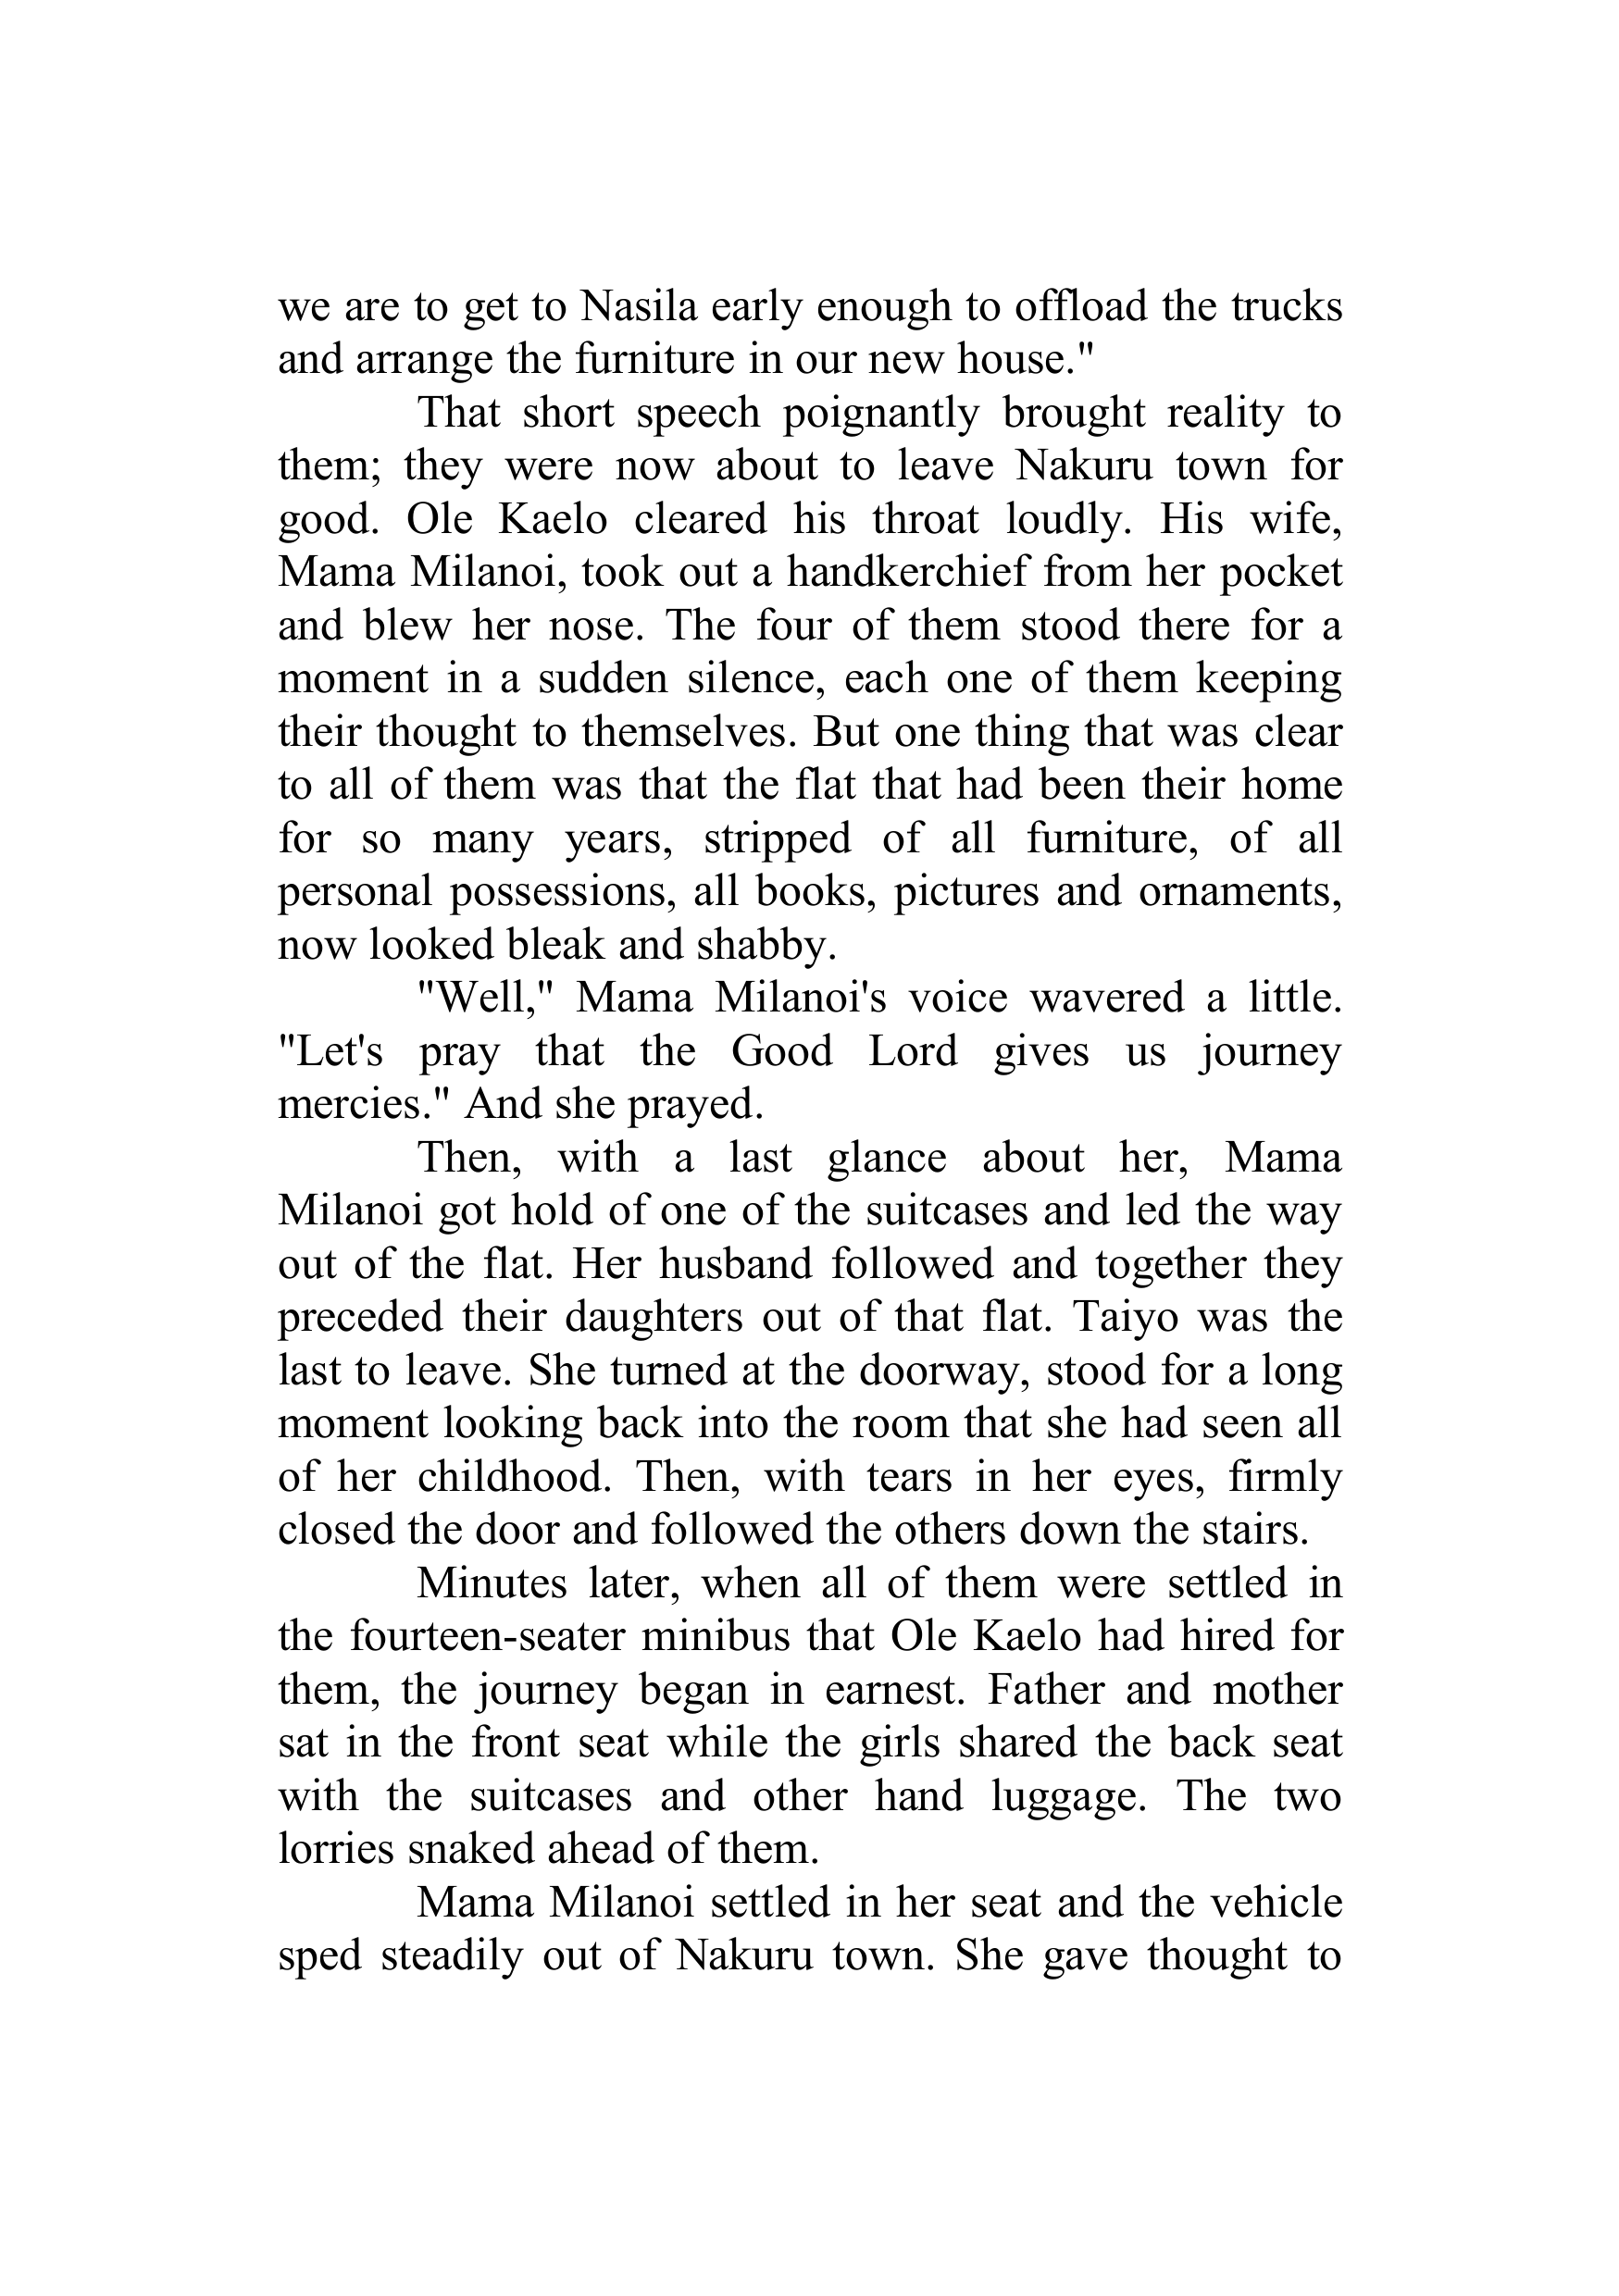 we are to get to Nasila early enough to offload the trucks
and arrange the furniture in our new house."
That short speech poignantly brought reality to
them; they were now about to leave Nakuru town for
good. Ole Kaelo cleared his throat loudly. His wife,
Mama Milanoi, took out a handkerchief from her pocket
and blew her nose. The four of them stood there for a
moment in a sudden silence, each one of them keeping
their thought to themselves. But one thing that was clear
to all of them was that the flat that had been their home
for so many years, stripped of all furniture, of all
personal possessions, all books, pictures and ornaments,
now looked bleak and shabby.
"Well," Mama Milanoi's voice wavered a little.
"Let's pray that the Good Lord gives us journey
mercies." And she prayed.
Then, with a last glance about her, Mama
Milanoi got hold of one of the suitcases and led the way
out of the flat. Her husband followed and together they
preceded their daughters out of that flat. Taiyo was the
last to leave. She turned at the doorway, stood for a long
moment looking back into the room that she had seen all
of her childhood. Then, with tears in her eyes, firmly
closed the door and followed the others down the stairs.
Minutes later, when all of them were settled in
the fourteen-seater minibus that Ole Kaelo had hired for
them, the journey began in earnest. Father and mother
sat in the front seat while the girls shared the back seat
with the suitcases and other hand luggage. The two
lorries snaked ahead of them.
Mama Milanoi settled in her seat and the vehicle
sped steadily out of Nakuru town. She gave thought to